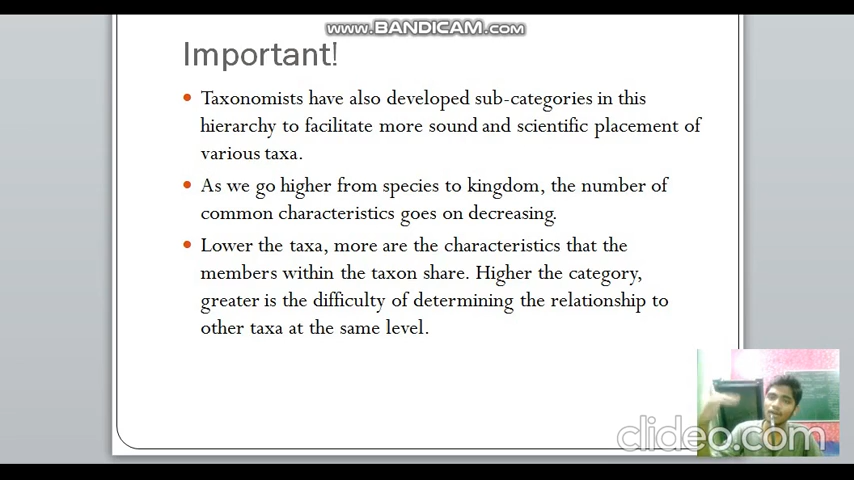 www.BANDICAM.com
Important!
Taxonomists have also developed sub-categories in this
hierarchy to facilitate more sound and scientific placement of
various taxa.
As we go higher from species to kingdom, the number of
common characteristics goes on decreasing.
Lower the taxa, more are the characteristics that the
members within the taxon share. Higher the category,
greater is the difficulty of determining the relationship to
other taxa at the same level.
clideo.com